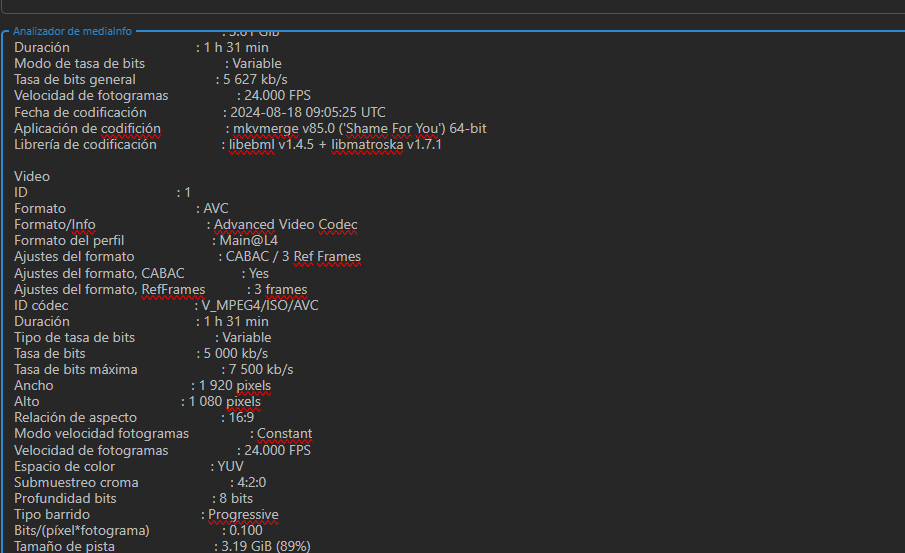 Analizador de mediaInfo
: 3.61 GiB
Duración : 1 h 31 min
Modo de tasa de bits : Variable
Tasa de bits general : 5 627 kb/s
Velocidad de fotogramas : 24.000 FPS
Fecha de codificación : 2024-08-18 09:05:25 UTC
Aplicación de codifición : mkvmerge v85.0 ('Shame For You') 64-bit
Librería de codificación : libebml v1.4.5 + libmatroska v1.7.1
Video
ID : 1
Formato : AVC
Formato/Info : Advanced Video Codec
Formato del perfil : Main@L4
Ajustes del formato : CABAC / 3 Ref Frames
Ajustes del formato, CABAC : Yes
Ajustes del formato, RefFrames : 3 frames
ID códec : V_MPEG4/ISO/AVC
Duración : 1 h 31 min
Tipo de tasa de bits : Variable
Tasa de bits : 5 000 kb/s
Tasa de bits máxima : 7 500 kb/s
Ancho : 1 920 pixels
Alto : 1 080 pixels
Relación de aspecto : 16:9
Modo velocidad fotogramas : Constant
Velocidad de fotogramas : 24.000 FPS
Espacio de color : YUV
Submuestreo croma : 4:2:0
Profundidad bits : 8 bits
Tipo barrido : Progressive
Bits/(píxel*fotograma) : 0.100
Tamaño de pista : 3.19 GiB (89%)